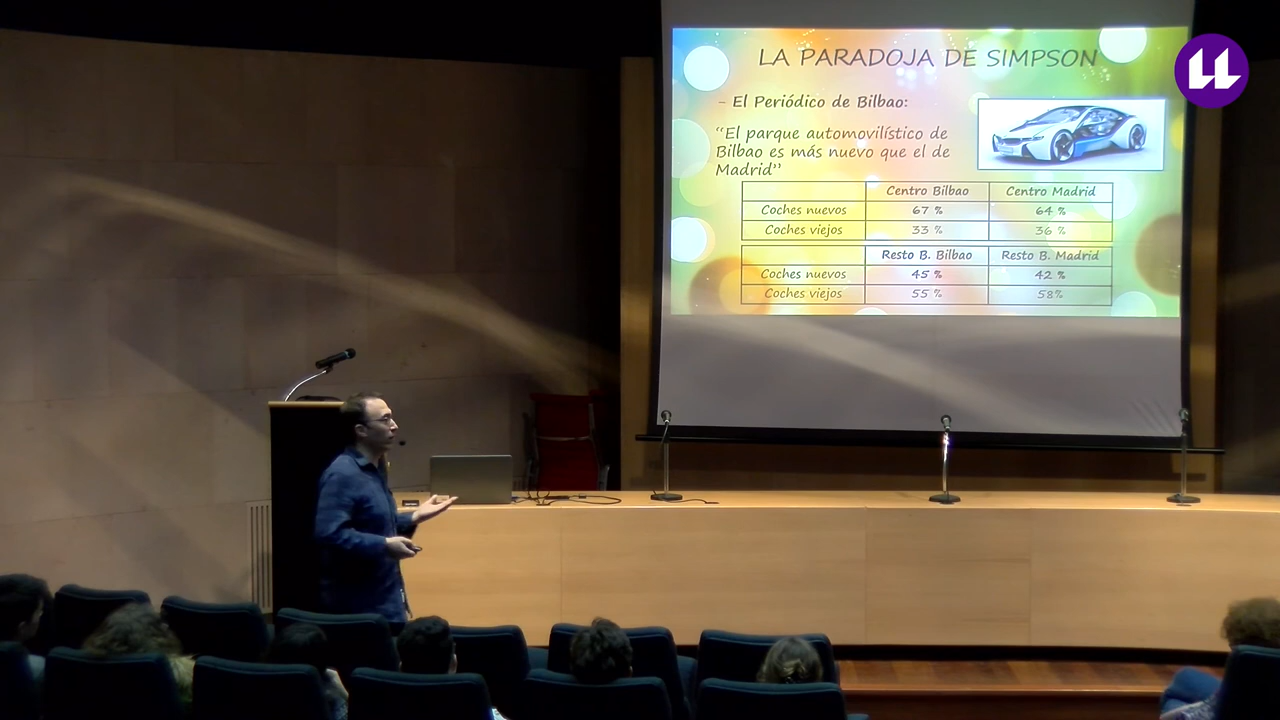 LA PARADOJA DE SIMPSON
- El Periódico de Bilbao:
“El parque automovilístico de
Bilbao es más nuevo que el de
Madrid”
Centro Bilbao Centro Madrid
Coches nuevos 67 % 64 %
Coches viejos 33 % 36 %
Resto B. Bilbao Resto B. Madrid
Coches nuevos 45 % 42 %
Coches viejos 55 % 58%